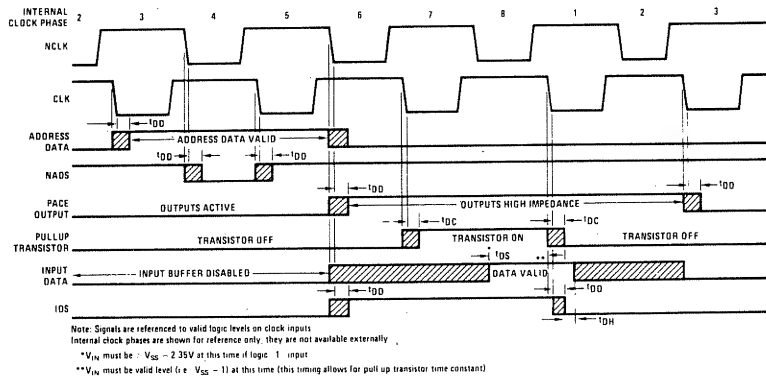 INTERNAL
CLOCK PHASE
2 3 4 5 6 7 8 1 2 3
NCLK
CLK
tDD
ADDRESS
DATA
ADDRESS DATA VALID
tDD tDD
NADS
tDD tDD
PACE
OUTPUT
OUTPUTS ACTIVE OUTPUTS HIGH IMPEDANCE
tDC tDC
PULLUP
TRANSISTOR
TRANSISTOR OFF TRANSISTOR ON TRANSISTOR OFF
* tDS **
INPUT
DATA
INPUT BUFFER DISABLED DATA VALID
tDD tDD
IDS
tDH
Note: Signals are referenced to valid logic levels on clock inputs
Internal clock phases are shown for reference only, they are not available externally
*VIN must be VSS - 2 35V at this time if logic 1 input
**VIN must be valid level (i e VSS - 1) at this time (this timing allows for pull up transistor time constant)